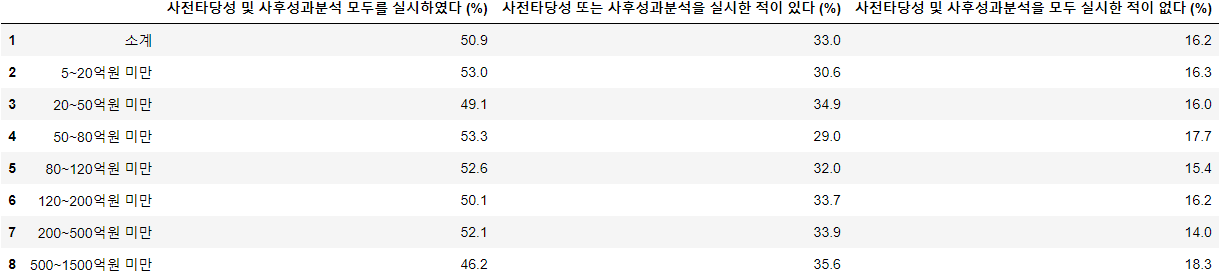 사전타당성 및 사후성과분석 모두를 실시하였다 (%) 사전타당성 또는 사후성과분석을 실시한 적이 있다 (%) 사전타당성 및 사후성과분석을 모두 실시한 적이 없다 (%)
1 소계 50.9 33.0 16.2
2 5~20억원 미만 53.0 30.6 16.3
3 20~50억원 미만 49.1 34.9 16.0
4 50~80억원 미만 53.3 29.0 17.7
5 80~120억원 미만 52.6 32.0 15.4
6 120~200억원 미만 50.1 33.7 16.2
7 200~500억원 미만 52.1 33.9 14.0
8 500~1500억원 미만 46.2 35.6 18.3